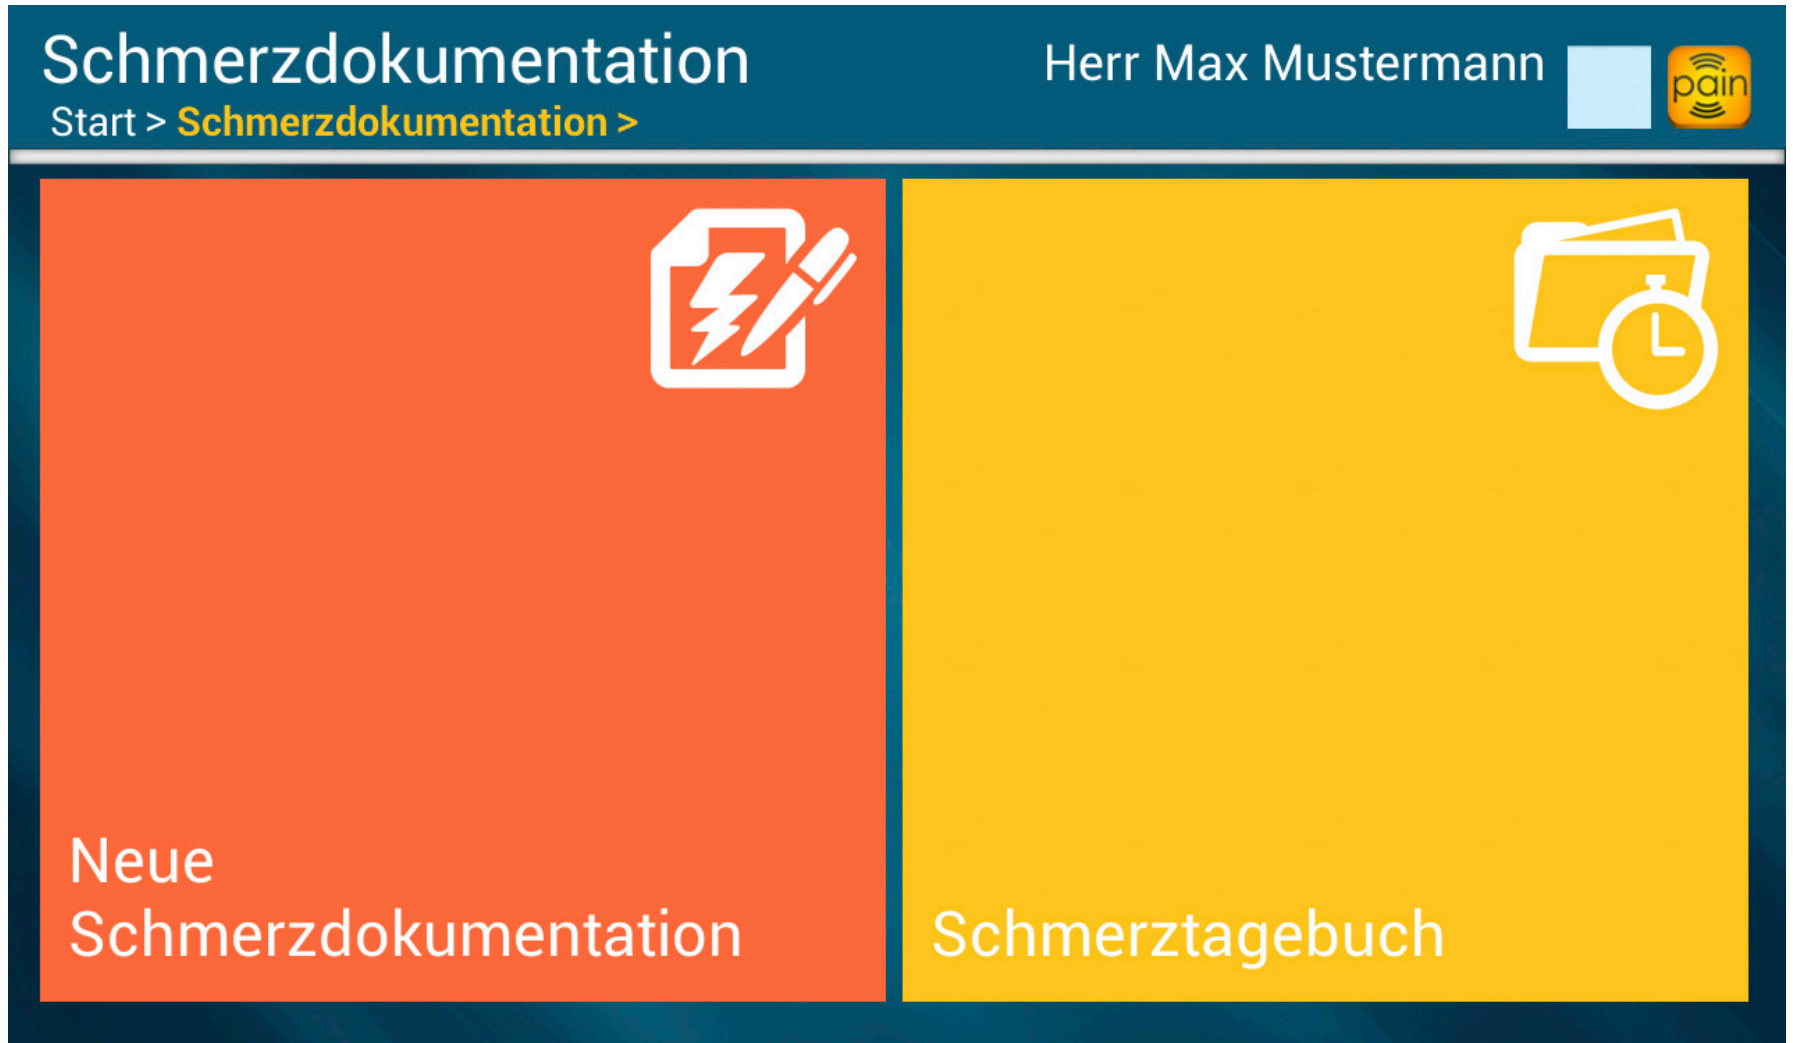 Schmerzdokumentation
Herr Max Mustermann
pain
Start > Schmerzdokumentation >
Neue
Schmerzdokumentation
Schmerztagebuch